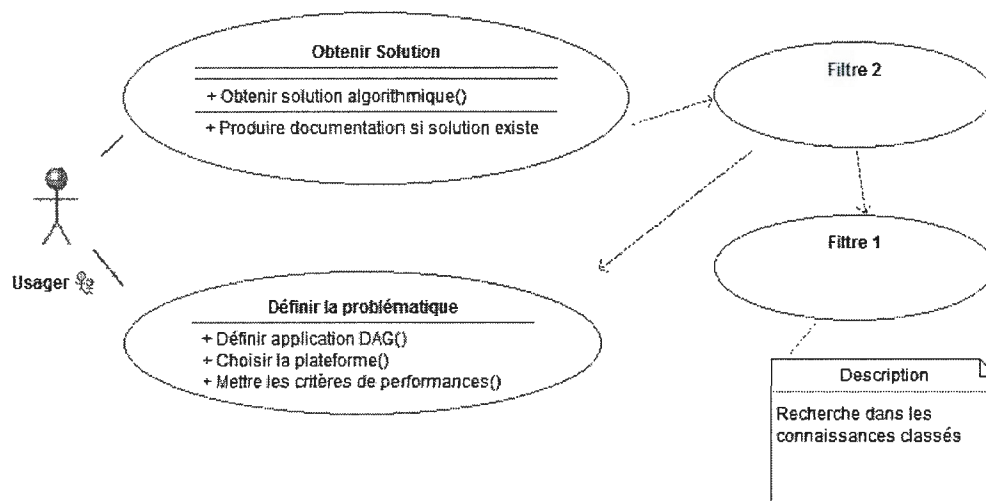 Obtenir Solution
+ Obtenir solution algorithmique()
+ Produire documentation si solution existe
Filtre 2
Filtre 1
Usager
Définir la problématique
+ Définir application DAG()
+ Choisir la plateforme()
+ Mettre les critères de performances()
Description
Recherche dans les
connaissances classés